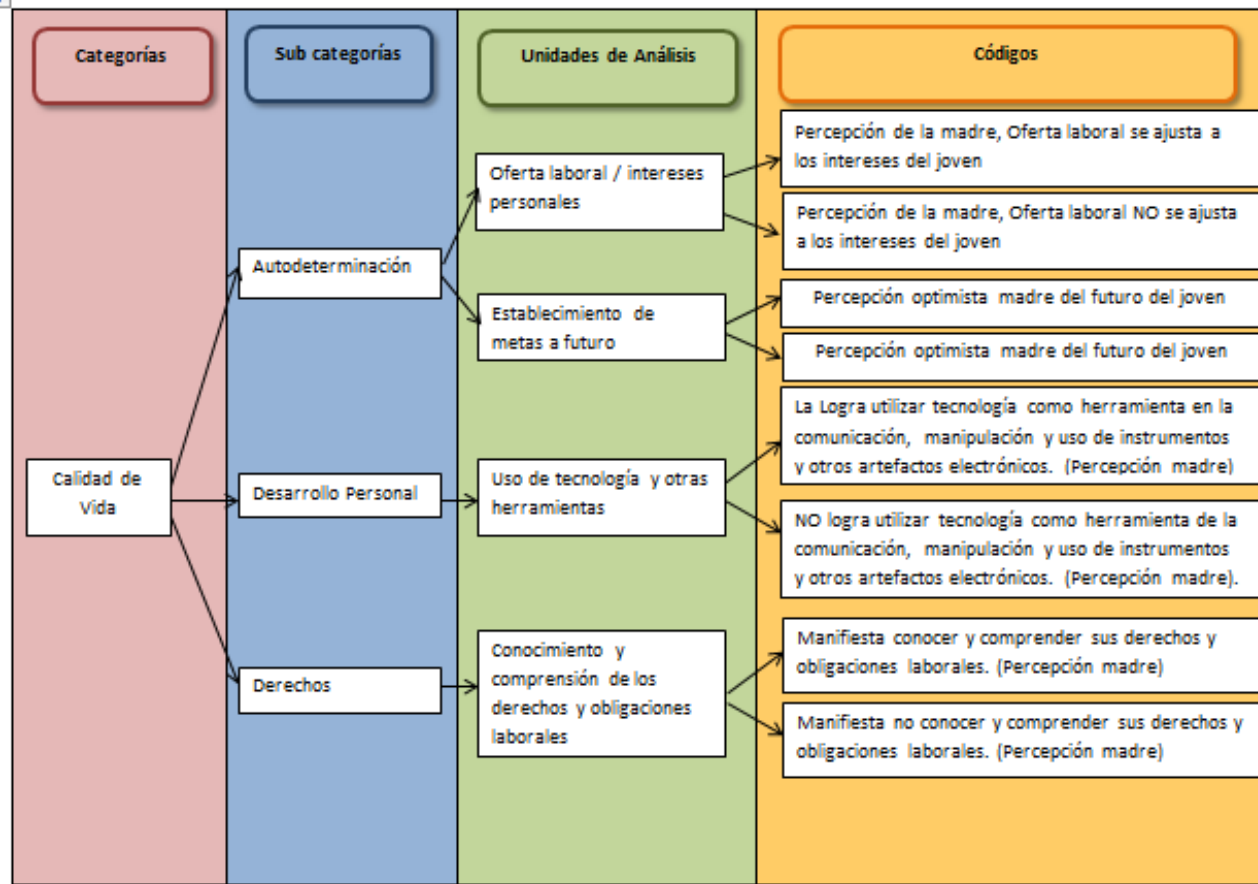 Categorías
Sub categorías
Unidades de Análisis
Códigos
Calidad de
Vida
Autodeterminación
Desarrollo Personal
Derechos
Oferta laboral / intereses
personales
Establecimiento de
metas a futuro
Uso de tecnología y otras
herramientas
Conocimiento y
comprensión de los
derechos y obligaciones
laborales
Percepción de la madre, Oferta laboral se ajusta a
los intereses del joven
Percepción de la madre, Oferta laboral NO se ajusta
a los intereses del joven
Percepción optimista madre del futuro del joven
Percepción optimista madre del futuro del joven
La Logra utilizar tecnología como herramienta en la
comunicación, manipulación y uso de instrumentos
y otros artefactos electrónicos. (Percepción madre)
NO logra utilizar tecnología como herramienta de la
comunicación, manipulación y uso de instrumentos
y otros artefactos electrónicos. (Percepción madre).
Manifiesta conocer y comprender sus derechos y
obligaciones laborales. (Percepción madre)
Manifiesta no conocer y comprender sus derechos y
obligaciones laborales. (Percepción madre)